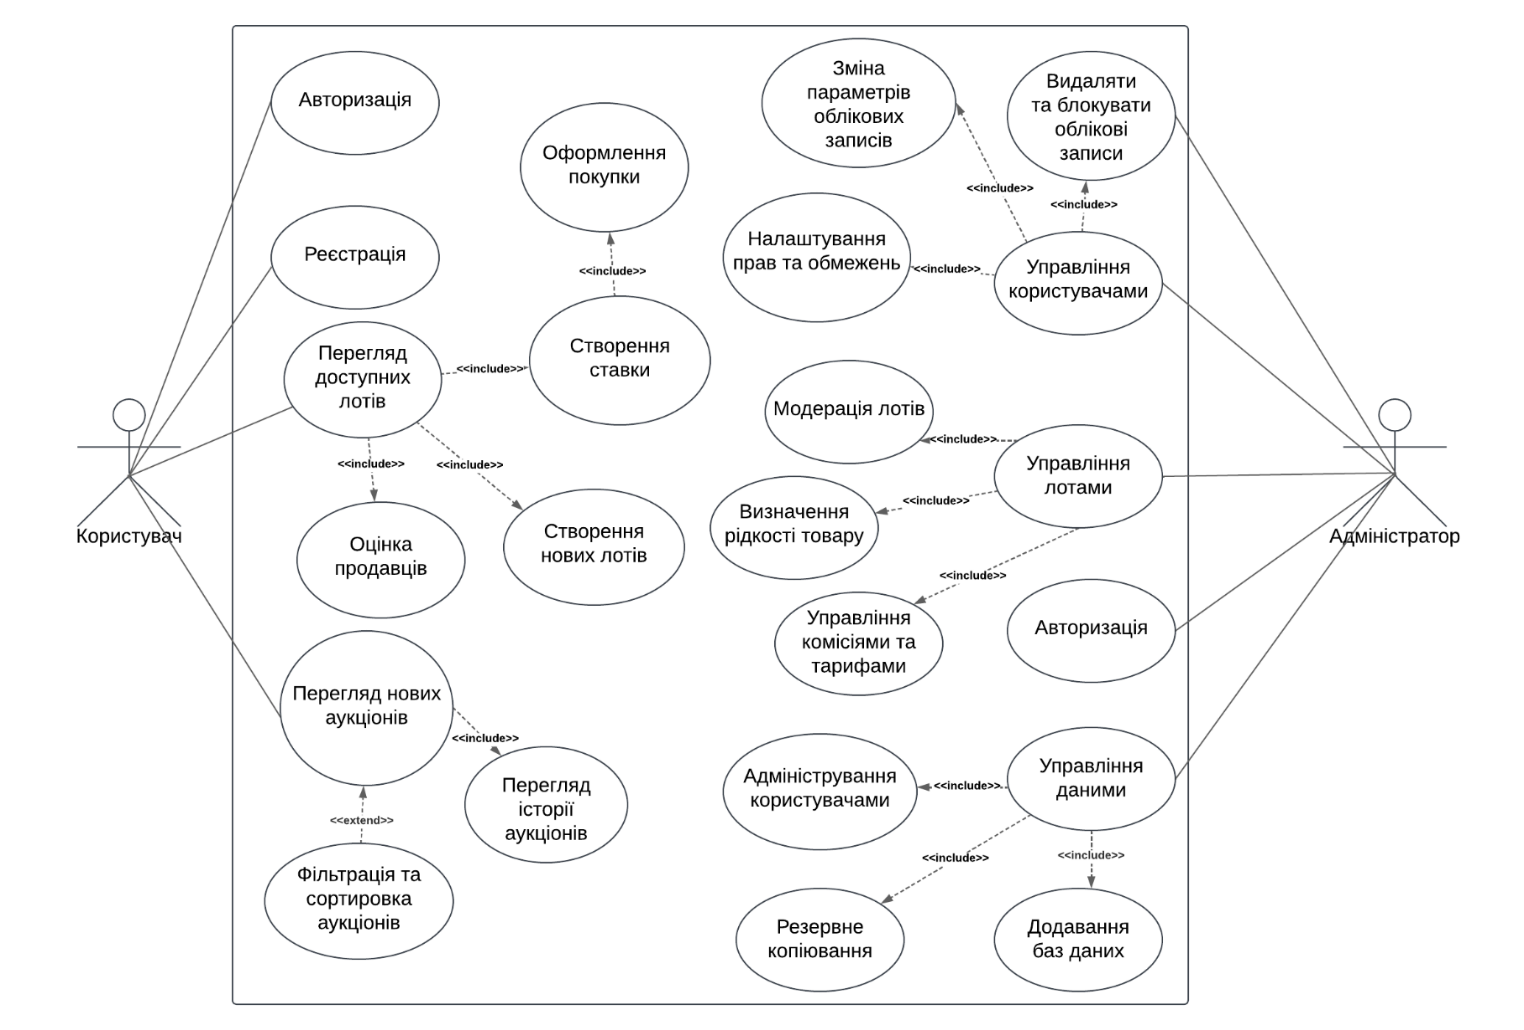 Авторизація
Реєстрація
Перегляд
доступних
лотів
<<include>>
Створення
ставки
<<include>>
Оформлення
покупки
<<include>>
<<include>>
Оцінка
продавців
Створення
нових лотів
Користувач
Перегляд нових
аукціонів
<<include>>
Перегляд
історії
аукціонів
<<extend>>
Фільтрація та
сортировка
аукціонів
Зміна
параметрів
облікових
записів
Видаляти
та блокувати
облікові
записи
<<include>>
<<include>>
Налаштування
прав та обмежень
<<include>>
Управління
користувачами
Модерація лотів
<<include>>
Управління
лотами
Визначення
рідкості товару
<<include>>
<<include>>
Управління
комісіями та
тарифами
Авторизація
Адміністратор
Адміністрування
користувачами
<<include>>
Управління
даними
<<include>>
<<include>>
Резервне
копіювання
Додавання
баз даних